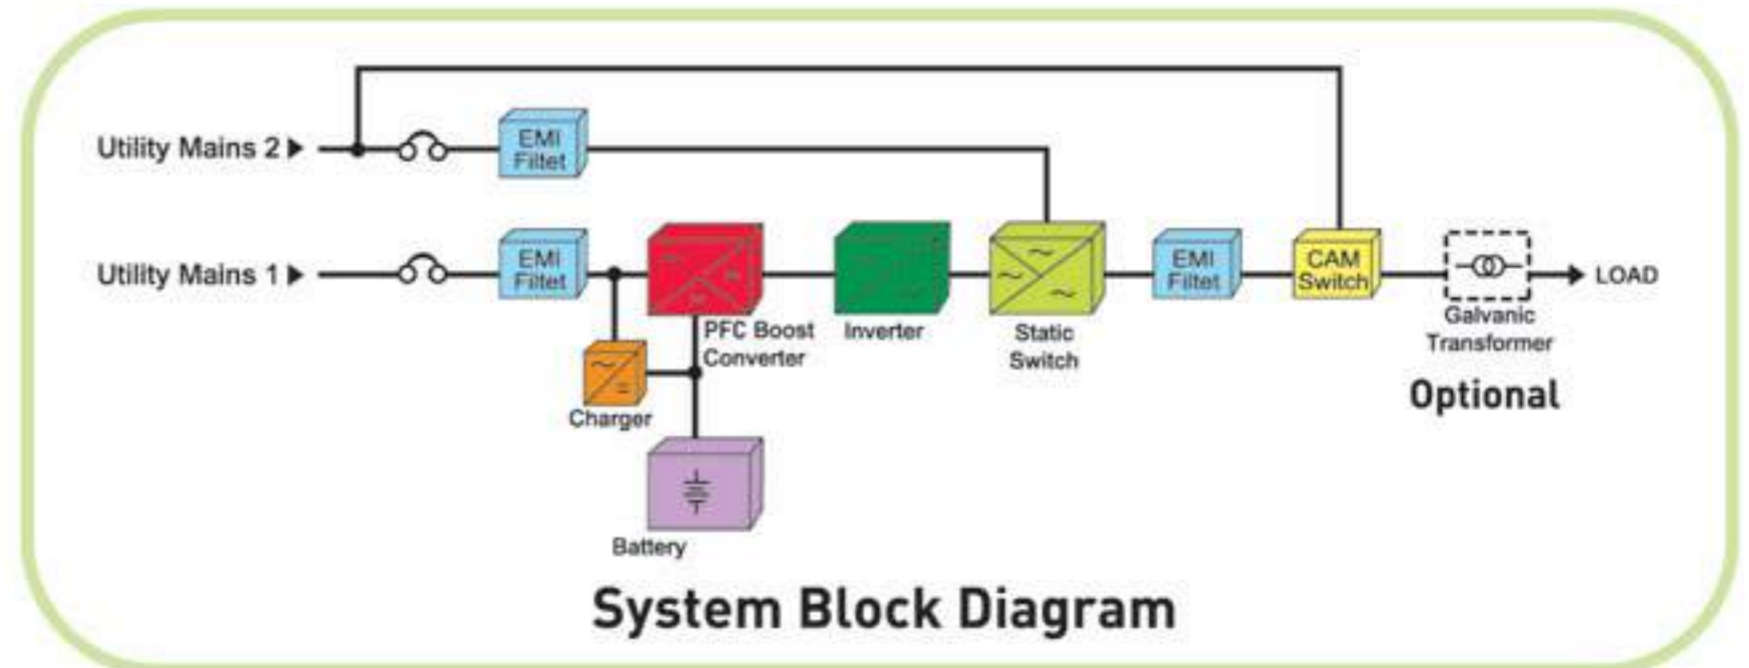 Utility Mains 2
EMI
Filtet
Utility Mains 1
EMI
Filtet
PFC Boost
Converter
Inverter
Static
Switch
EMI
Filtet
CAM
Switch
Galvanic
Transformer
LOAD
Optional
Charger
Battery
System Block Diagram